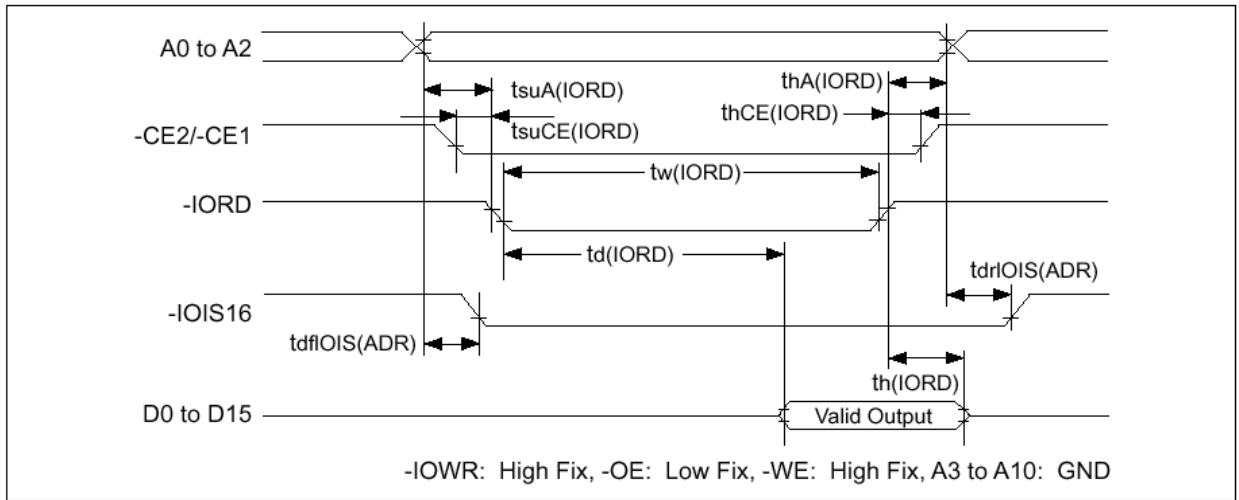 A0 to A2
tsuA(IORD)
thA(IORD)
thCE(IORD)
-CE2/-CE1
tsuCE(IORD)
tw(IORD)
-IORD
td(IORD)
tdrIOIS(ADR)
-IOIS16
tdfIOIS(ADR)
th(IORD)
D0 to D15
Valid Output
-IOWR: High Fix, -OE: Low Fix, -WE: High Fix, A3 to A10: GND